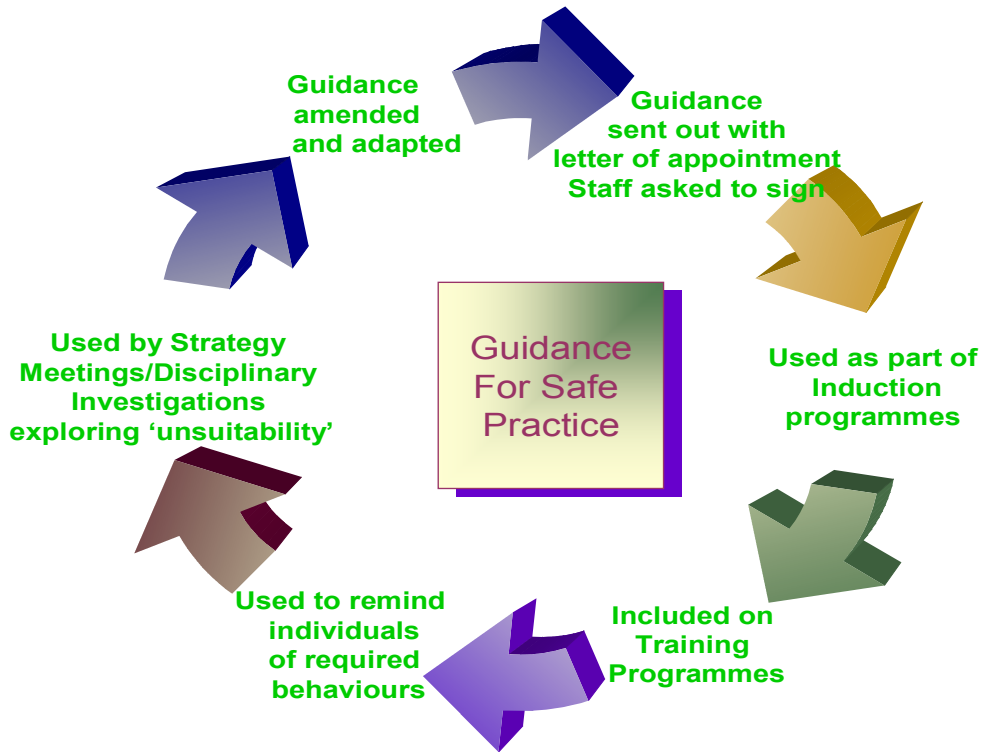 Guidance
amended
and adapted
Guidance
sent out with
letter of appointment
Staff asked to sign
Used as part of
Induction
programmes
Included on
Training
Programmes
Used to remind
individuals
of required
behaviours
Used by Strategy
Meetings/Disciplinary
Investigations
exploring ‘unsuitability’
Guidance
For Safe
Practice